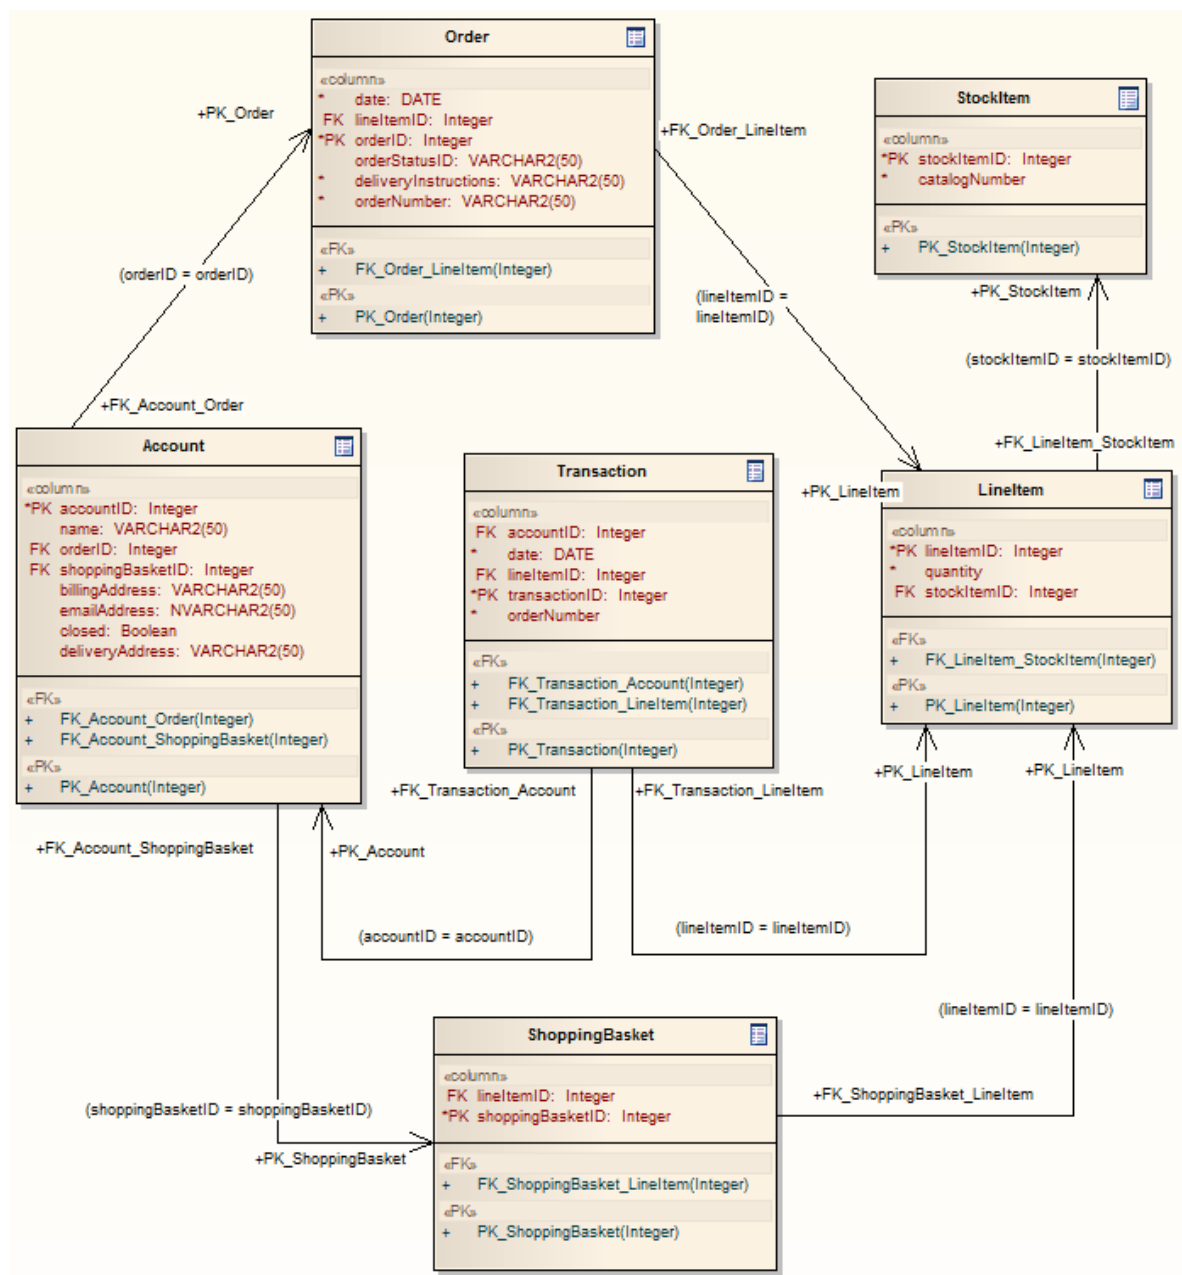 Order
«column»
* date: DATE
FK lineItemID: Integer
*PK orderID: Integer
orderStatusID: VARCHAR2(50)
* deliveryInstructions: VARCHAR2(50)
* orderNumber: VARCHAR2(50)
«FK»
+ FK_Order_LineItem(Integer)
«PK»
+ PK_Order(Integer)
+PK_Order
(orderID = orderID)
+FK_Account_Order
+FK_Order_LineItem
(lineItemID =
lineItemID)
+PK_LineItem
StockItem
«column»
*PK stockItemID: Integer
* catalogNumber
«PK»
+ PK_StockItem(Integer)
+PK_StockItem
(stockItemID = stockItemID)
+FK_LineItem_StockItem
Account
«column»
*PK accountID: Integer
name: VARCHAR2(50)
FK orderID: Integer
FK shoppingBasketID: Integer
billingAddress: VARCHAR2(50)
emailAddress: NVARCHAR2(50)
closed: Boolean
deliveryAddress: VARCHAR2(50)
«FK»
+ FK_Account_Order(Integer)
+ FK_Account_ShoppingBasket(Integer)
«PK»
+ PK_Account(Integer)
Transaction
«column»
FK accountID: Integer
* date: DATE
FK lineItemID: Integer
*PK transactionID: Integer
* orderNumber
«FK»
+ FK_Transaction_Account(Integer)
+ FK_Transaction_LineItem(Integer)
«PK»
+ PK_Transaction(Integer)
LineItem
«column»
*PK lineItemID: Integer
* quantity
FK stockItemID: Integer
«FK»
+ FK_LineItem_StockItem(Integer)
«PK»
+ PK_LineItem(Integer)
+FK_Transaction_Account
+FK_Transaction_LineItem
+PK_LineItem
+PK_LineItem
+FK_Account_ShoppingBasket
+PK_Account
(accountID = accountID)
(lineItemID = lineItemID)
(lineItemID = lineItemID)
(shoppingBasketID = shoppingBasketID)
+PK_ShoppingBasket
+FK_ShoppingBasket_LineItem
ShoppingBasket
«column»
FK lineItemID: Integer
*PK shoppingBasketID: Integer
«FK»
+ FK_ShoppingBasket_LineItem(Integer)
«PK»
+ PK_ShoppingBasket(Integer)